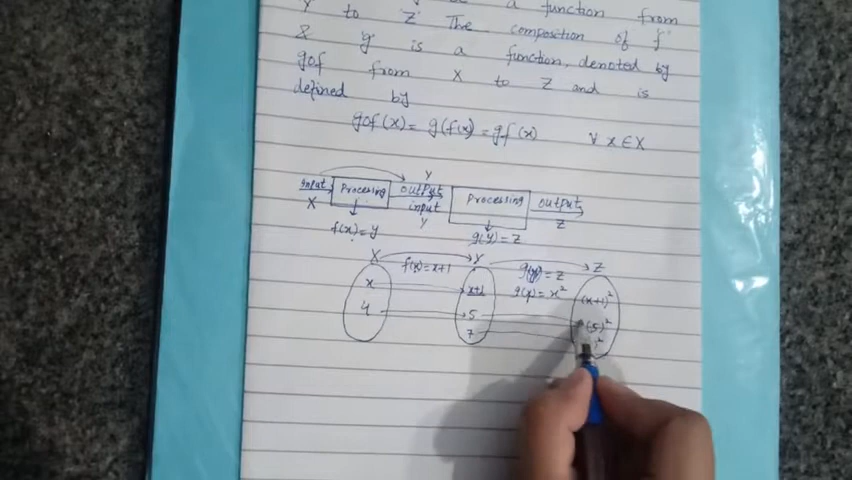 a function from
Y to Z The composition of f
& g is a function, denoted by
gof from X to Z and is
defined by
gof(x) = g(f(x)) = gf(x) ∀ x ∈ X
input Processing output Y Processing output
X input Z
Y
f(x)=y g(y)=z
X f(x)=x+1 Y g(y)=z Z
g(x)=x²
x x+1 (x+1)²
4 5 (5)²
7 )²